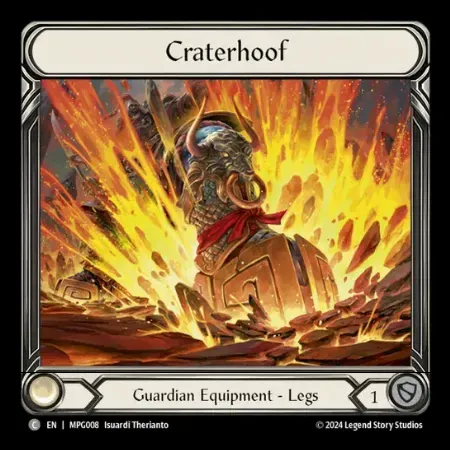 Craterhoof
Guardian Equipment - Legs
1
C EN | MPG008 Isuardi Therianto
© 2024 Legend Story Studios